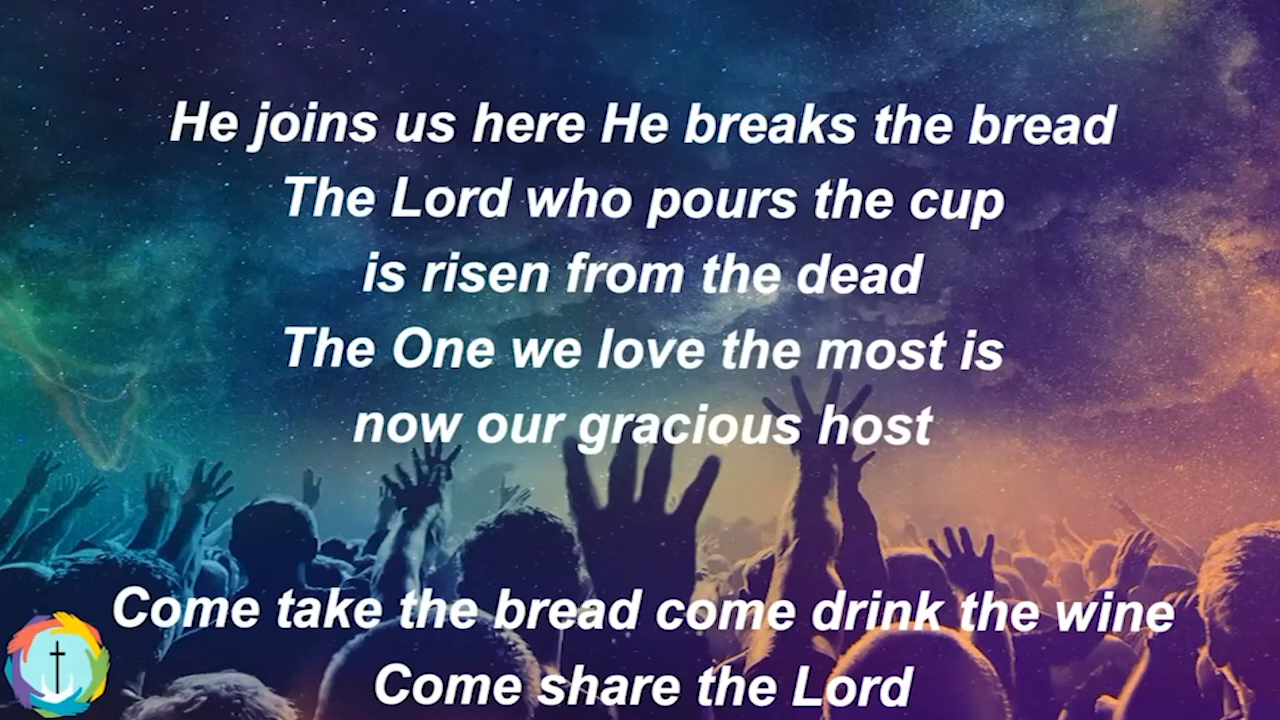 He joins us here He breaks the bread
The Lord who pours the cup
is risen from the dead
The One we love the most is
now our gracious host
Come take the bread come drink the wine
Come share the Lord